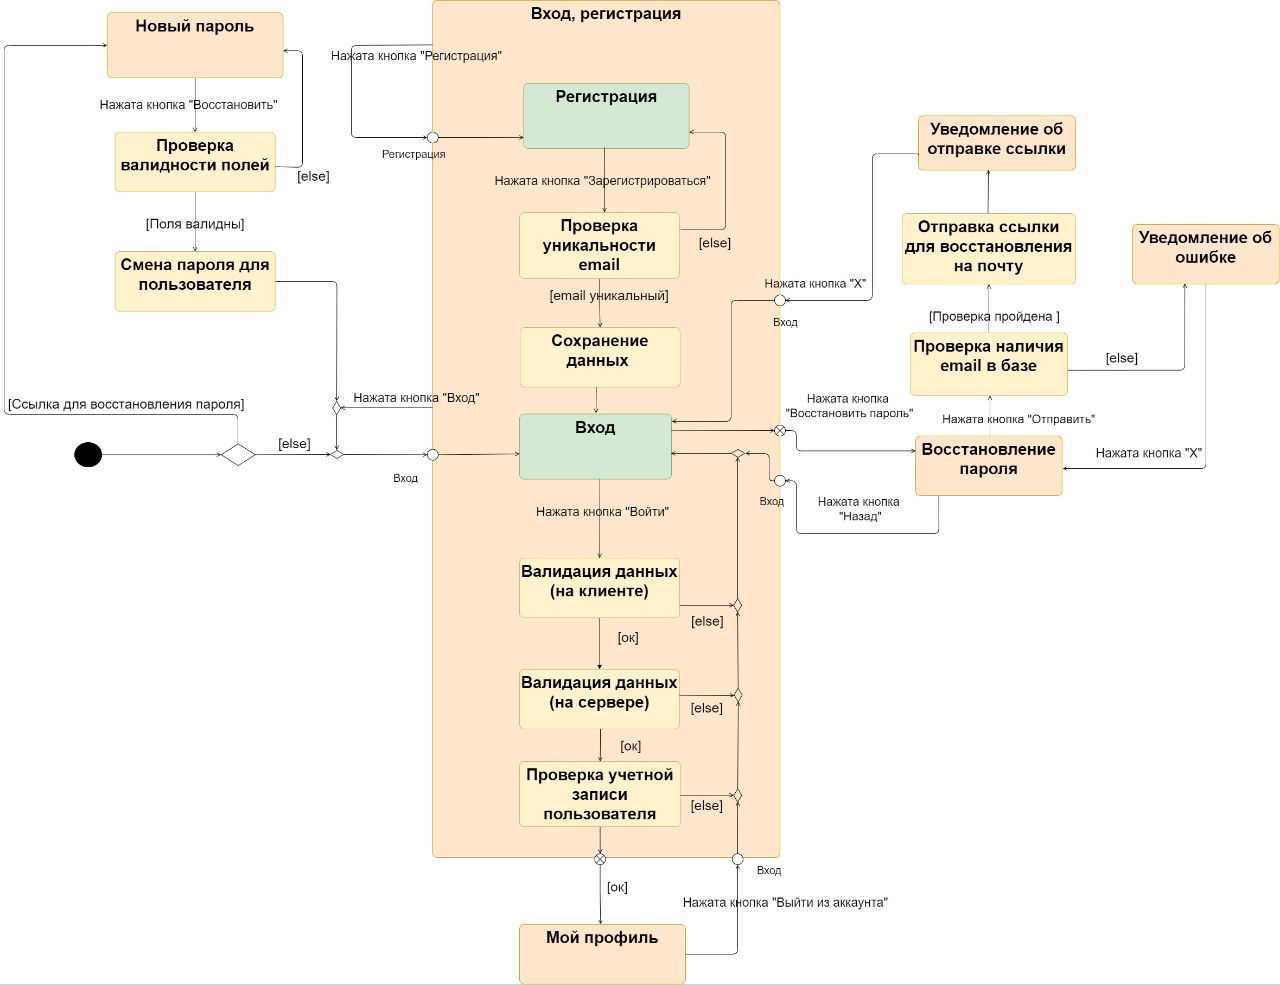 Вход, регистрация
Новый пароль
Нажата кнопка "Восстановить"
Проверка
валидности полей
[else]
[Поля валидны]
Смена пароля для
пользователя
[Ссылка для восстановления пароля]
[else]
Нажата кнопка "Вход"
Вход
Нажата кнопка "Регистрация"
Регистрация
Регистрация
Нажата кнопка "Зарегистрироваться"
Проверка
уникальности
email
[else]
[email уникальный]
Сохранение
данных
Вход
Нажата кнопка "Войти"
Валидация данных
(на клиенте)
[else]
[ок]
Валидация данных
(на сервере)
[else]
[ок]
Проверка учетной
записи
пользователя
[else]
[ок]
Вход
Нажата кнопка "Выйти из аккаунта"
Мой профиль
Уведомление об
отправке ссылки
Отправка ссылки
для восстановления
на почту
Уведомление об
ошибке
Нажата кнопка "X"
Вход
[Проверка пройдена ]
Проверка наличия
email в базе
[else]
Нажата кнопка
"Восстановить пароль"
Нажата кнопка "Отправить"
Восстановление
пароля
Нажата кнопка "X"
Вход
Нажата кнопка
"Назад"